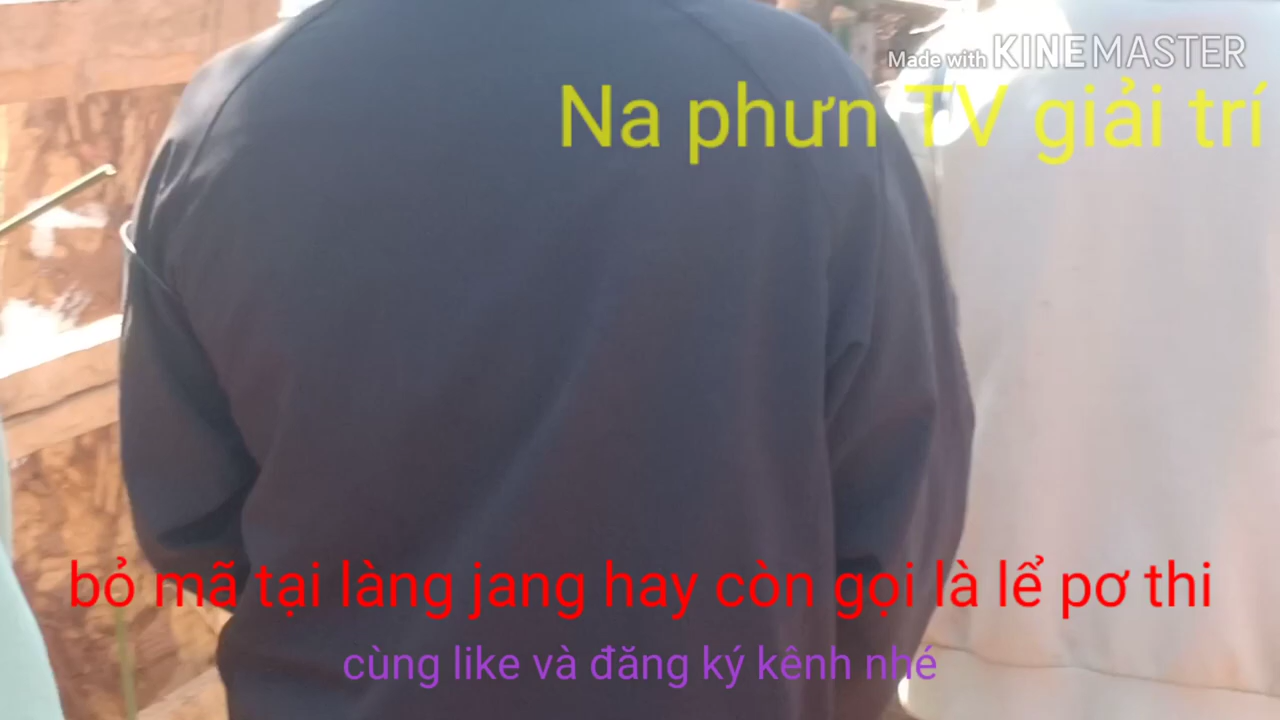 Made with KINEMASTER
Na phưn TV giải trí
bỏ mã tại làng jang hay còn gọi là lể pơ thi
cùng like và đăng ký kênh nhé